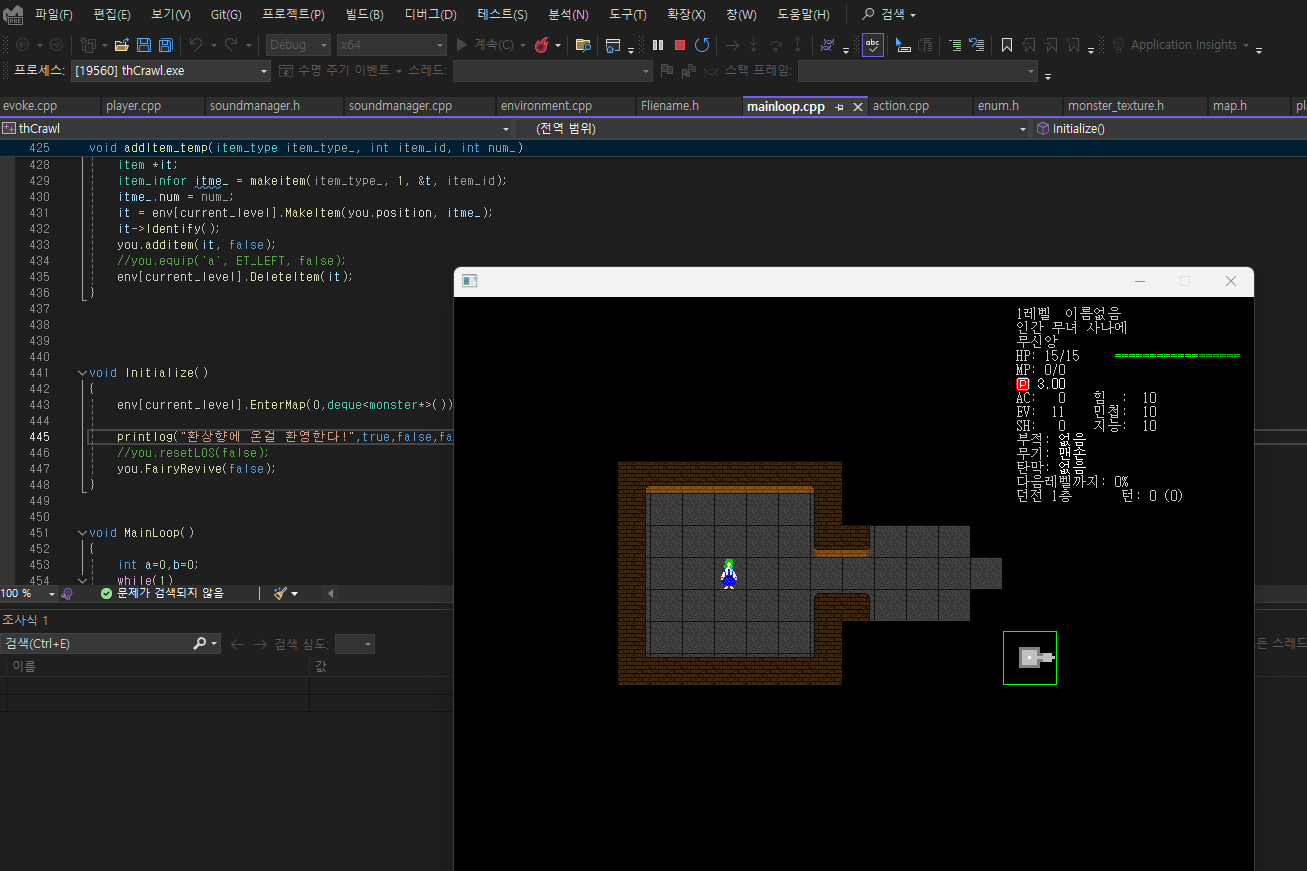 파일(F) 편집(E) 보기(V) Git(G) 프로젝트(P) 빌드(B) 디버그(D) 테스트(S) 분석(N) 도구(T) 확장(X) 창(W) 도움말(H) 검색
Debug x64 계속(C) abc Application Insights
프로세스: [19560] thCrawl.exe 수명 주기 이벤트 스레드: 스택 프레임:
evoke.cpp player.cpp soundmanager.h soundmanager.cpp environment.cpp Fliename.h mainloop.cpp action.cpp enum.h monster_texture.h map.h
thCrawl (전역 범위) Initialize()
425 void addItem_temp(item_type item_type_, int item_id, int num_)
428 item *it;
429 item_infor itme_ = makeitem(item_type_, 1, &t, item_id);
430 itme_.num = num_;
431 it = env[current_level].MakeItem(you.position, itme_);
432 it->Identify();
433 you.additem(it, false);
434 //you.equip('a', ET_LEFT, false);
435 env[current_level].DeleteItem(it);
436 }
437
438
439
440
441 void Initialize()
442 {
443 env[current_level].EnterMap(0,deque<monster*>())
444
445 printlog("환상향에 온걸 환영한다!",true,false,fa
446 //you.resetLOS(false);
447 you.FairyRevive(false);
448 }
449
450
451 void MainLoop()
452 {
453 int a=0,b=0;
454 while(1)
100 % 문제가 검색되지 않음
조사식 1
검색(Ctrl+E) 검색 심도:
이름 값
1레벨 이름없음
인간 무녀 사나에
무신앙
HP: 15/15 ==================
MP: 0/0
P 3.00
AC: 0 힘 : 10
EV: 11 민첩: 10
SH: 0 지능: 10
부적: 없음
무기: 맨손
탄막: 없음
다음레벨까지: 0%
던전 1층 턴: 0 (0)
든 스레드